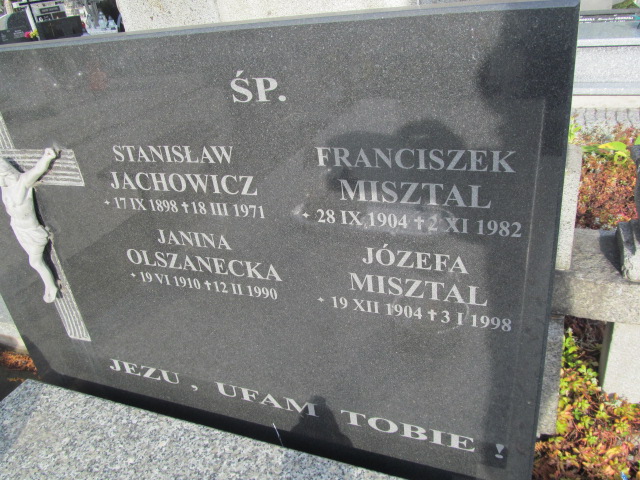 ŚP.
STANISŁAW
JACHOWICZ
* 17 IX 1898 + 18 III 1971
JANINA
OLSZANECKA
* 19 VI 1910 + 12 II 1990
FRANCISZEK
MISZTAL
* 28 IX 1904 + 2 XI 1982
JÓZEFA
MISZTAL
* 19 XII 1904 + 3 I 1998
JEZU , UFAM TOBIE !